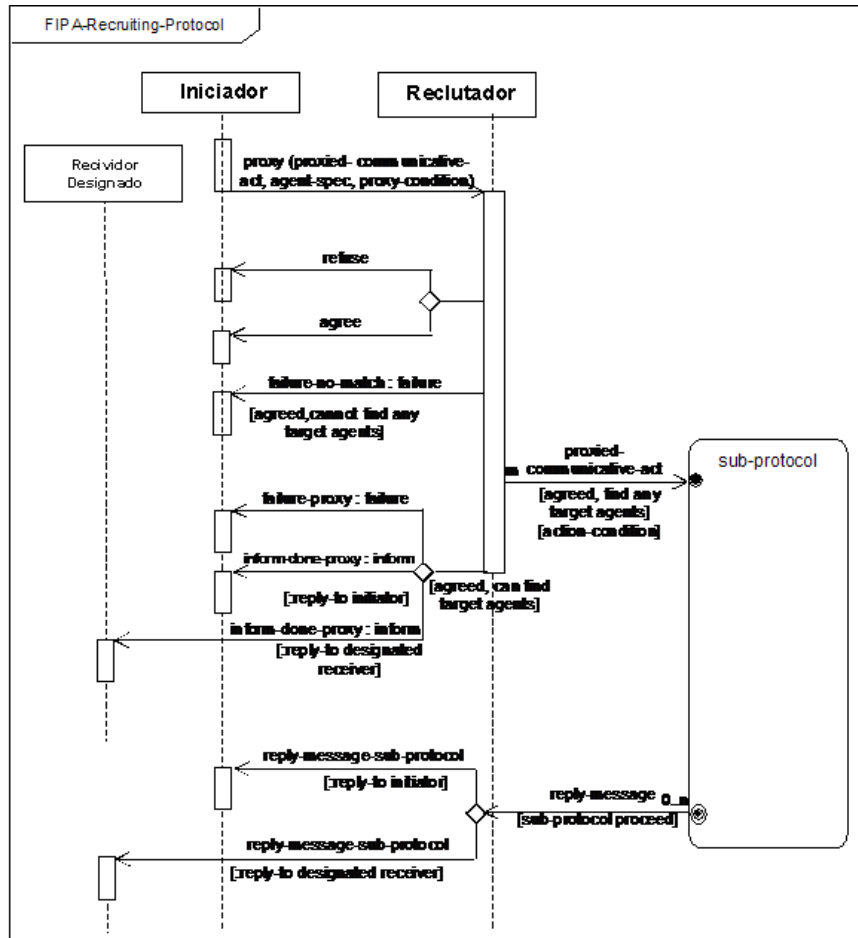 FIPA-Recruiting-Protocol
Iniciador
Reclutador
Recividor
Designado
proxy (proxied- communicative-
act, agent-spec, proxy-condition)
refuse
agree
failure-no-match : failure
[agreed,cannot find any
target agents]
proxied-
m communicative-act
[agreed, find any
target agents]
[action-condition]
sub-protocol
failure-proxy : failure
inform-done-proxy : inform
[:reply-to initiator]
[agreed, can find
target agents]
inform-done-proxy : inform
[:reply-to designated
receiver]
reply-message-sub-protocol
[:reply-to initiator]
reply-message 0..n
[sub-protocol proceed]
reply-message-sub-protocol
[:reply-to designated receiver]